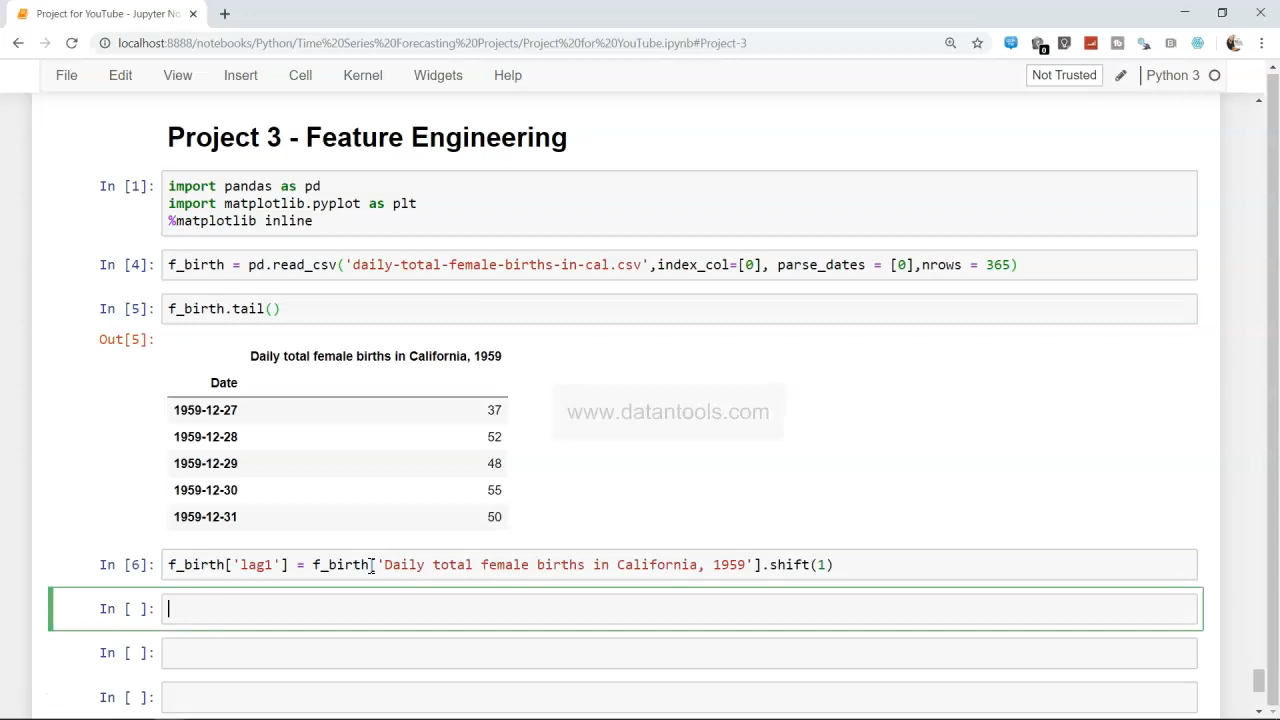 Project for YouTube - Jupyter No
localhost:8888/notebooks/Python/Time%20Series%20Forecasting%20Projects/Project%20for%20YouTube.ipynb#Project-3
File Edit View Insert Cell Kernel Widgets Help Not Trusted Python 3
Project 3 - Feature Engineering
In [1]: import pandas as pd
import matplotlib.pyplot as plt
%matplotlib inline
In [4]: f_birth = pd.read_csv('daily-total-female-births-in-cal.csv',index_col=[0], parse_dates = [0],nrows = 365)
In [5]: f_birth.tail()
Out[5]:
Daily total female births in California, 1959
Date
1959-12-27 37
1959-12-28 52
1959-12-29 48
1959-12-30 55
1959-12-31 50
www.datantools.com
In [6]: f_birth['lag1'] = f_birth['Daily total female births in California, 1959'].shift(1)
In [ ]:
In [ ]:
In [ ]: